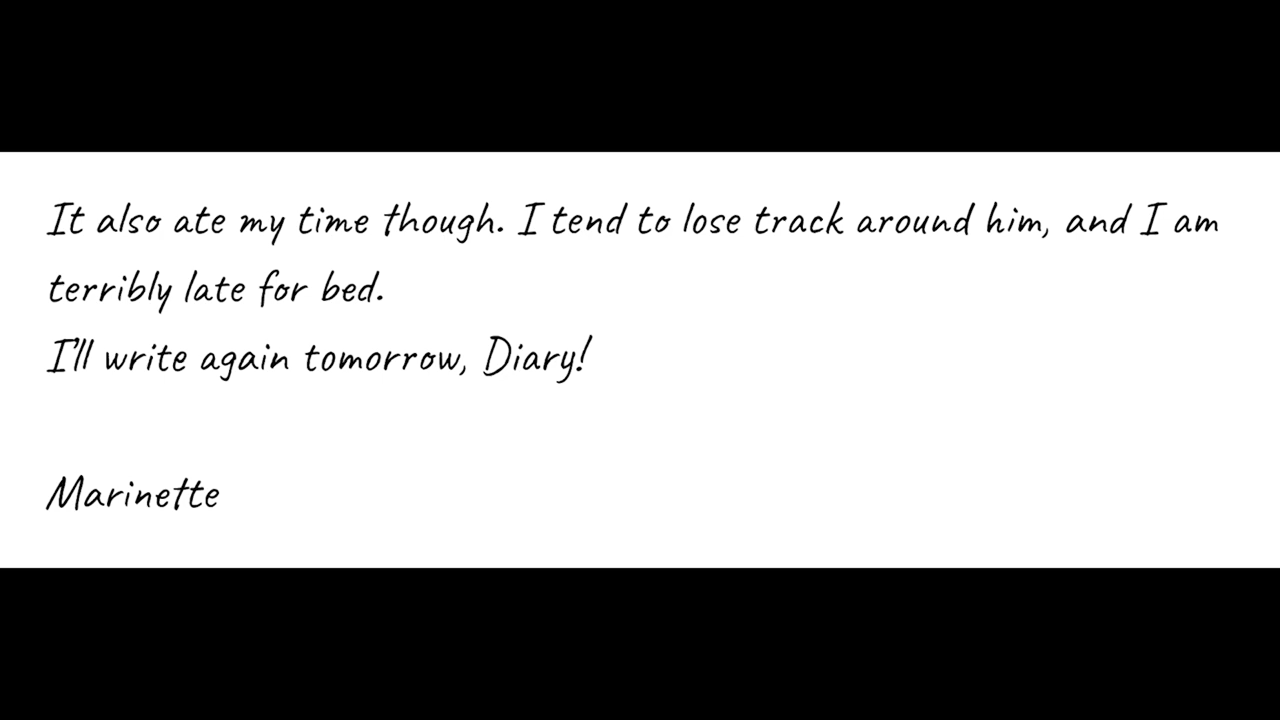 It also ate my time though. I tend to lose track around him, and I am
terribly late for bed.
I'll write again tomorrow, Diary!
Marinette